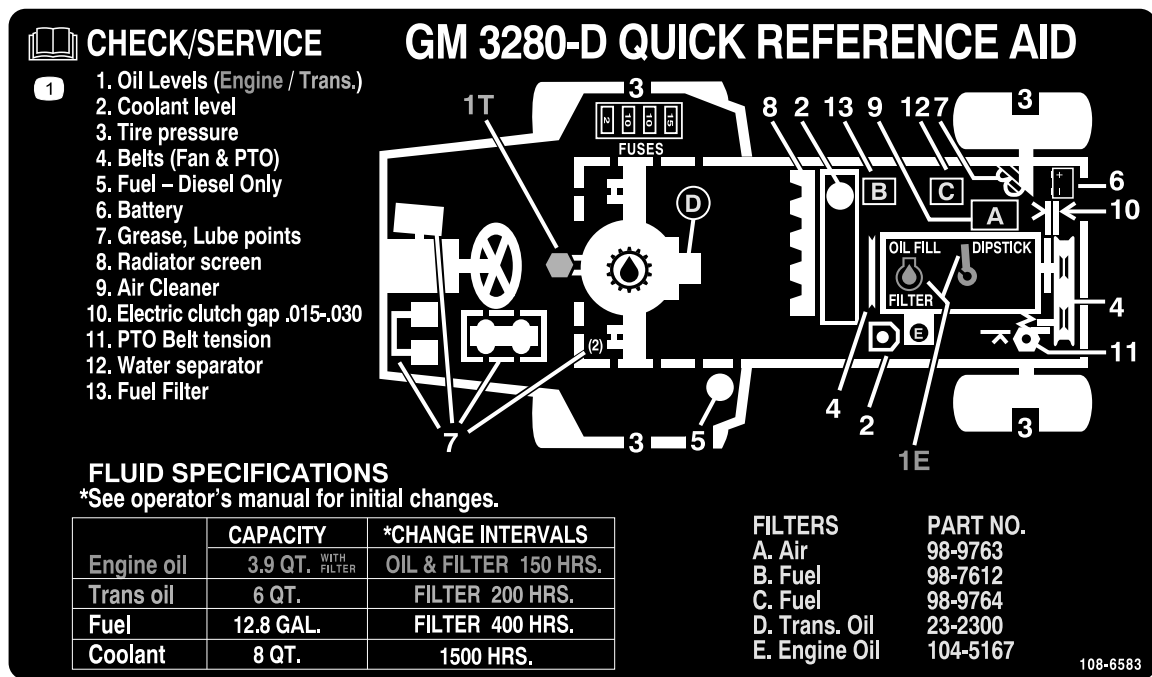 CHECK/SERVICE
GM 3280-D QUICK REFERENCE AID
1
1. Oil Levels (Engine / Trans.)
2. Coolant level
3. Tire pressure
4. Belts (Fan & PTO)
5. Fuel – Diesel Only
6. Battery
7. Grease, Lube points
8. Radiator screen
9. Air Cleaner
10. Electric clutch gap .015-.030
11. PTO Belt tension
12. Water separator
13. Fuel Filter
1T
3
2 10 10 15
FUSES
8 2 13 9 12 7
3
B
C
A
+ -
6
10
D
OIL FILL
DIPSTICK
FILTER
E
4
11
(2)
7
3
5
4
2
1E
3
FLUID SPECIFICATIONS
*See operator's manual for initial changes.
CAPACITY *CHANGE INTERVALS
Engine oil 3.9 QT. WITH FILTER OIL & FILTER 150 HRS.
Trans oil 6 QT. FILTER 200 HRS.
Fuel 12.8 GAL. FILTER 400 HRS.
Coolant 8 QT. 1500 HRS.
FILTERS PART NO.
A. Air 98-9763
B. Fuel 98-7612
C. Fuel 98-9764
D. Trans. Oil 23-2300
E. Engine Oil 104-5167
108-6583